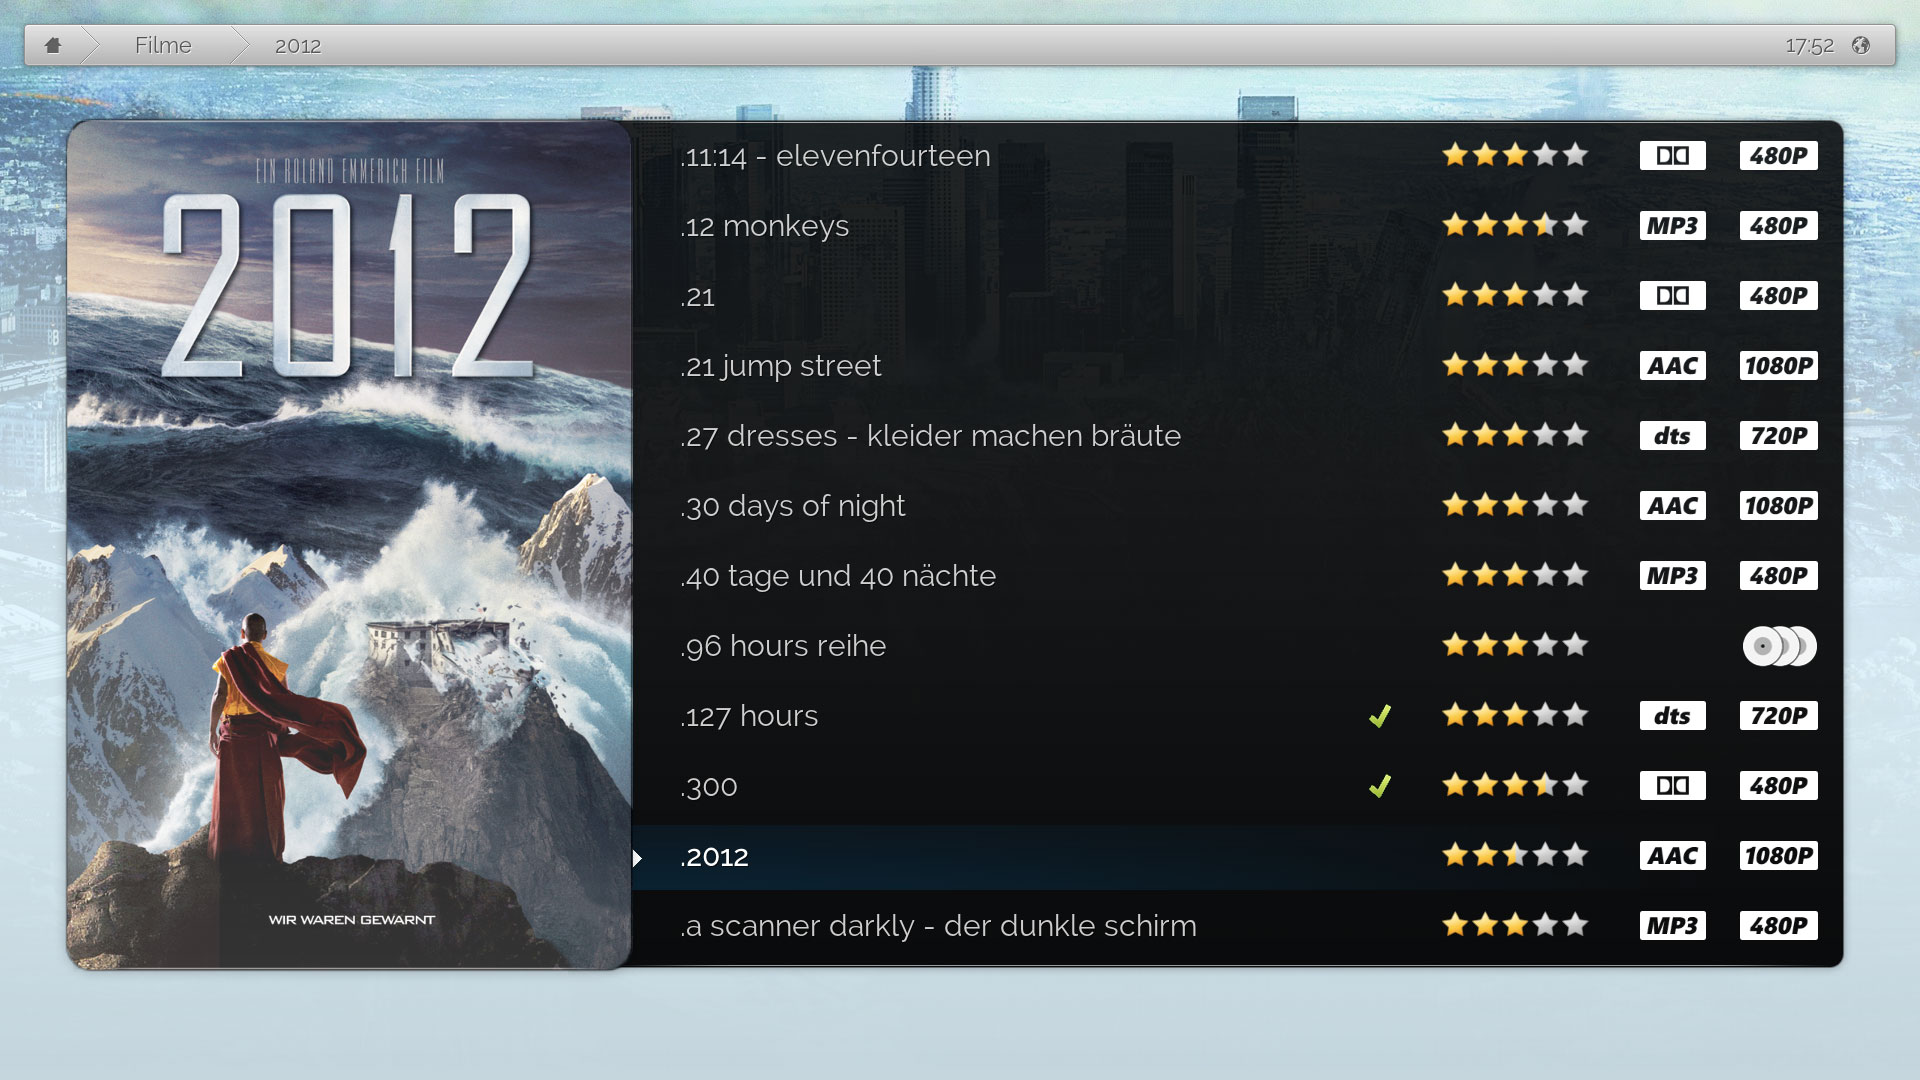 Filme
2012
17:52
EIN ROLAND EMMERICH FILM
2012
WIR WAREN GEWARNT
.11:14 - elevenfourteen
480P
.12 monkeys
MP3 480P
.21
480P
.21 jump street
AAC 1080P
.27 dresses - kleider machen bräute
dts 720P
.30 days of night
AAC 1080P
.40 tage und 40 nächte
MP3 480P
.96 hours reihe
.127 hours
dts 720P
.300
480P
.2012
AAC 1080P
.a scanner darkly - der dunkle schirm
MP3 480P